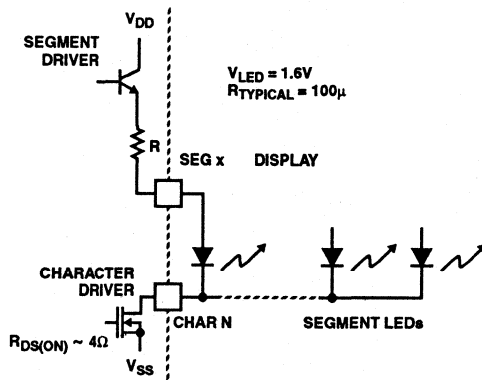 VDD
SEGMENT
DRIVER
VLED = 1.6V
RTYPICAL = 100µ
R
SEG x
DISPLAY
CHARACTER
DRIVER
CHAR N
SEGMENT LEDs
RDS(ON) ~ 4Ω
VSS